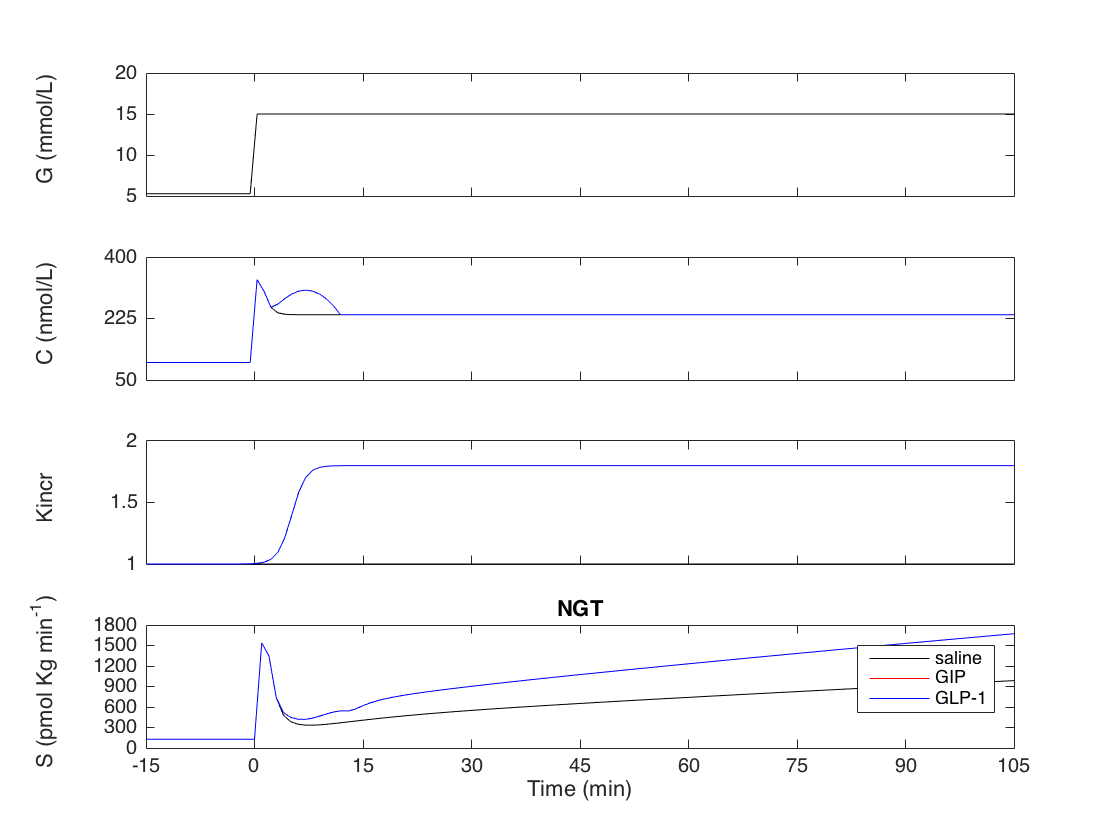 20
15
10
5
G (mmol/L)
400
225
50
C (nmol/L)
2
1.5
1
Kincr
NGT
1800
1500
1200
900
600
300
0
S (pmol Kg min-1)
saline
GIP
GLP-1
-15 0 15 30 45 60 75 90 105
Time (min)